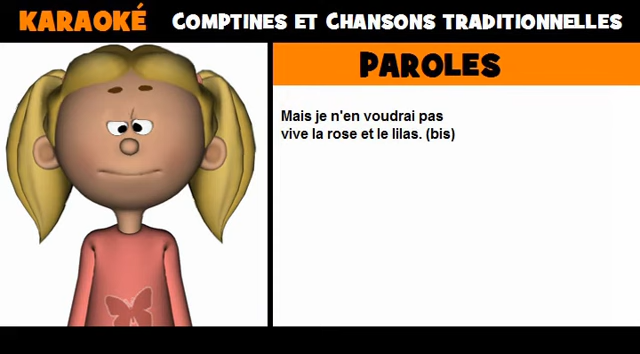 KARAOKÉ COMPTINES ET CHANSONS TRADITIONNELLES
PAROLES
Mais je n'en voudrai pas
vive la rose et le lilas. (bis)